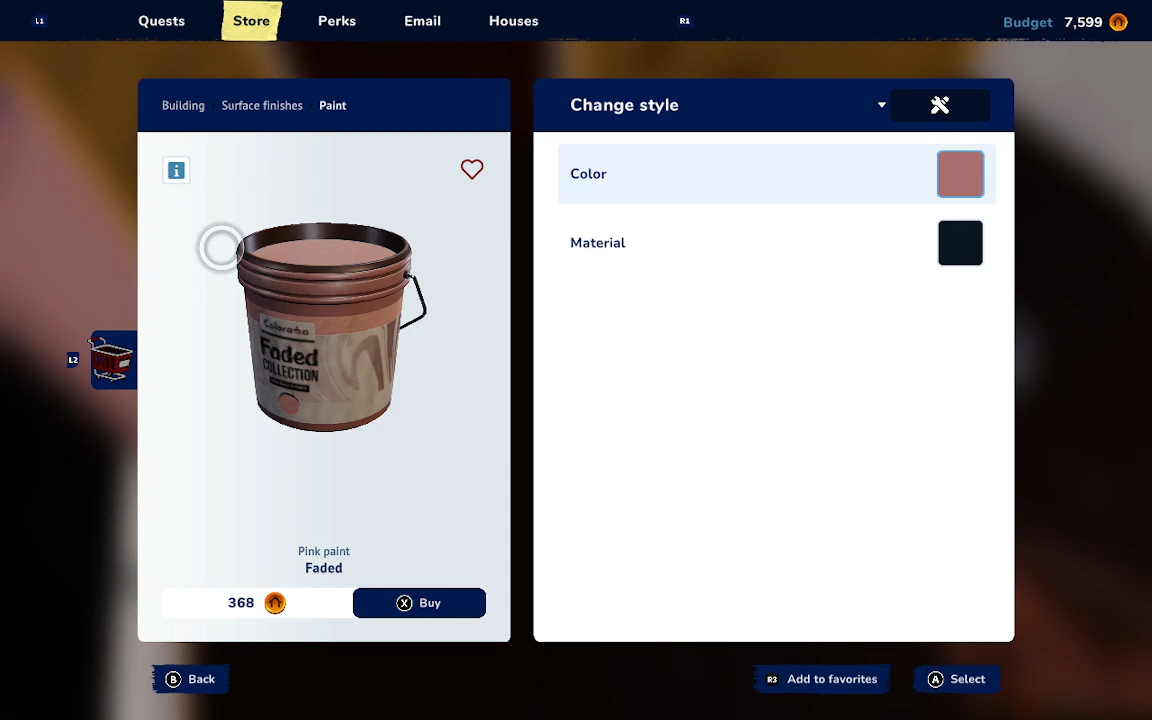 L1
Quests
Store
Perks
Email
Houses
R1
Budget 7,599
Building
Surface finishes
Paint
Change style
Color
Material
L2
Faded
COLLECTION
Pink paint
Faded
368
X Buy
B Back
R3 Add to favorites
A Select